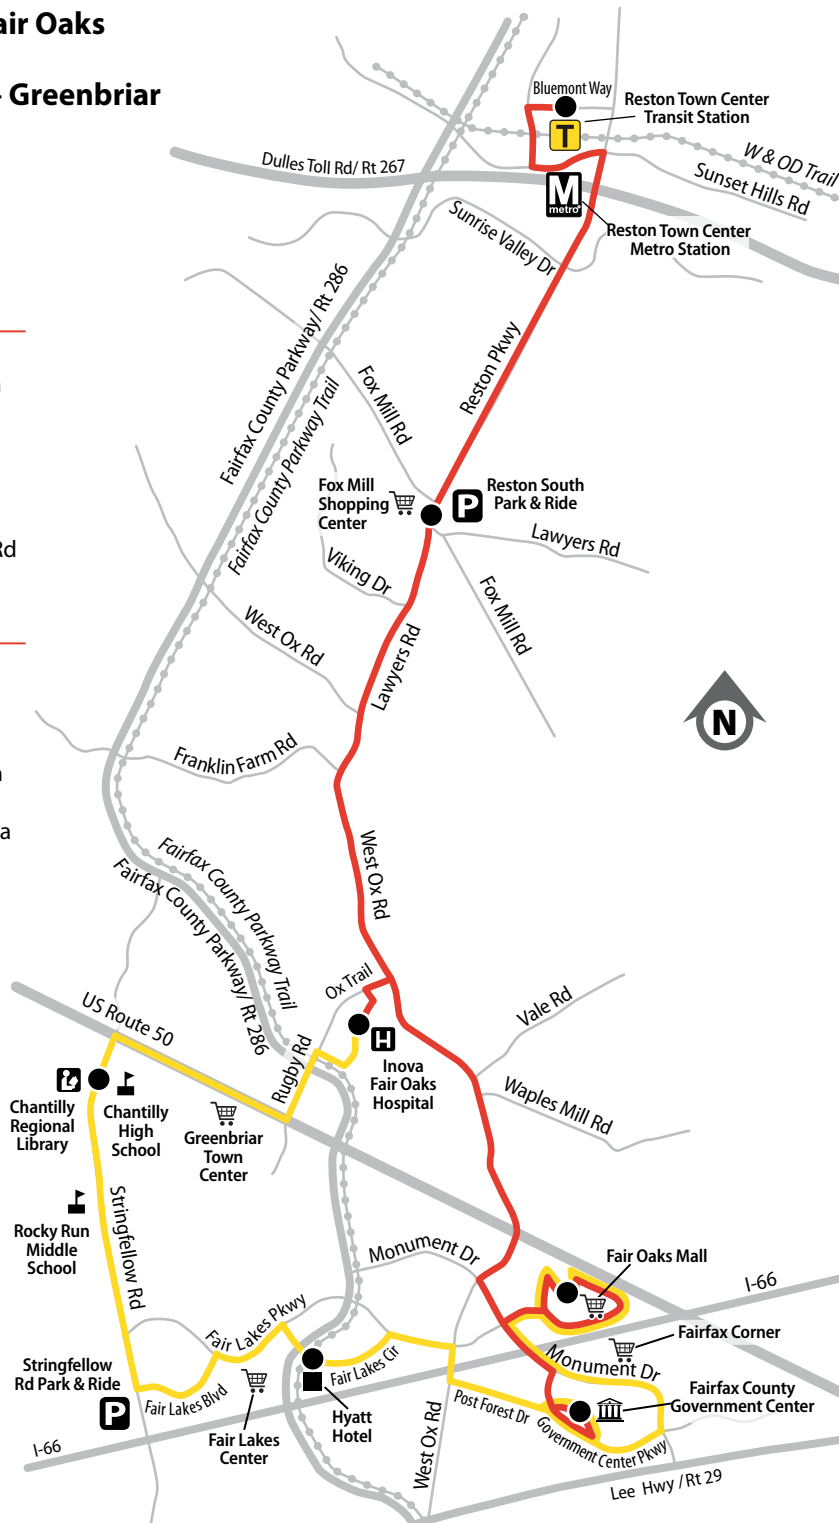 air Oaks
- Greenbriar
Rd
a
Bluemont Way
Reston Town Center
Transit Station
T
W & OD Trail
Dulles Toll Rd/ Rt 267
Sunset Hills Rd
M
metro
Reston Town Center
Metro Station
Sunrise Valley Dr
Fairfax County Parkway/ Rt 286
Fairfax County Parkway Trail
Reston Pkwy
Fox Mill Rd
Fox Mill
Shopping
Center
P
Reston South
Park & Ride
Lawyers Rd
Viking Dr
Fox Mill Rd
West Ox Rd
Lawyers Rd
N
Franklin Farm Rd
West Ox Rd
Fairfax County Parkway Trail
Fairfax County Parkway/ Rt 286
Ox Trail
US Route 50
Vale Rd
Rugby Rd
H
Inova
Fair Oaks
Hospital
Waples Mill Rd
Chantilly
Regional
Library
Chantilly
High
School
Greenbriar
Town
Center
Stringfellow Rd
Rocky Run
Middle
School
Monument Dr
Fair Oaks Mall
I-66
Fair Lakes Pkwy
Fairfax Corner
Stringfellow
Rd Park & Ride
P
Fair Lakes Blvd
Fair Lakes Cir
Monument Dr
Fairfax County
Government Center
Post Forest Dr
Government Center Pkwy
Hyatt
Hotel
Fair Lakes
Center
West Ox Rd
I-66
Lee Hwy / Rt 29